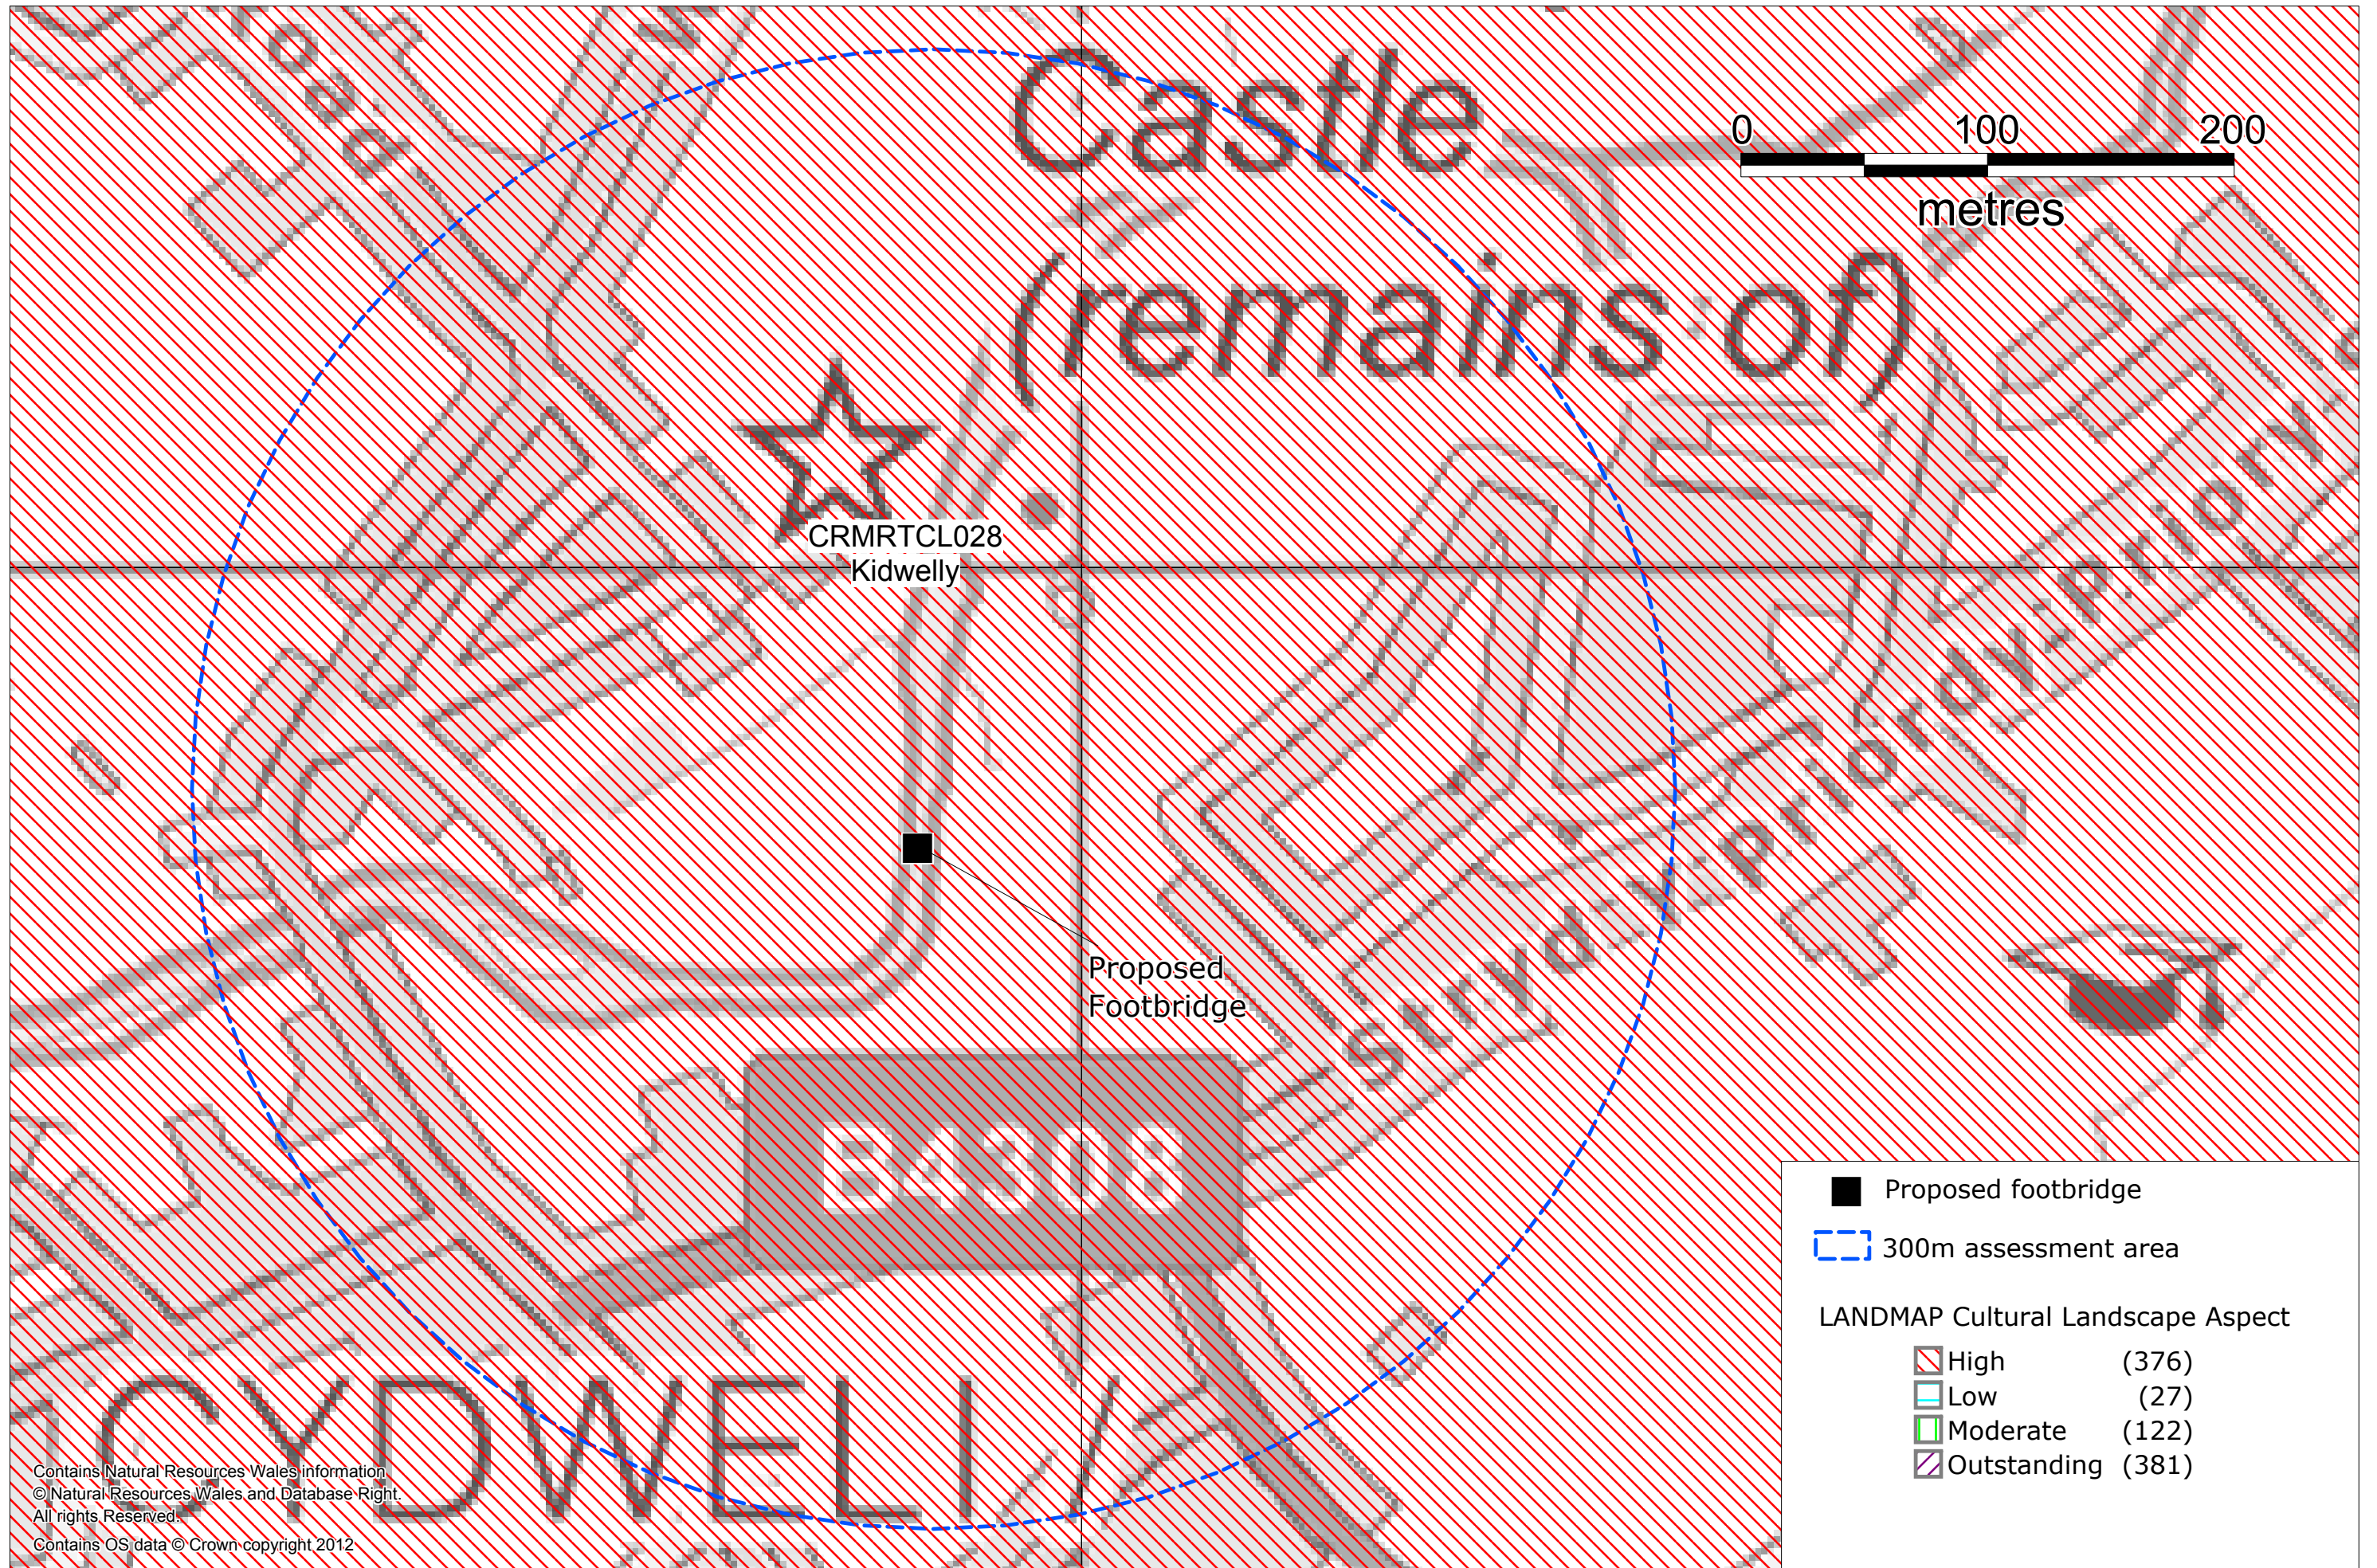 Castle
(remains of)
0 100 200
metres
CRMRTCL028
Kidwelly
Proposed
Footbridge
Stryd-y-priordy-priory
B4308
CYDWELI /
Proposed footbridge
300m assessment area
LANDMAP Cultural Landscape Aspect
High (376)
Low (27)
Moderate (122)
Outstanding (381)
Contains Natural Resources Wales information
© Natural Resources Wales and Database Right.
All rights Reserved.
Contains OS data © Crown copyright 2012